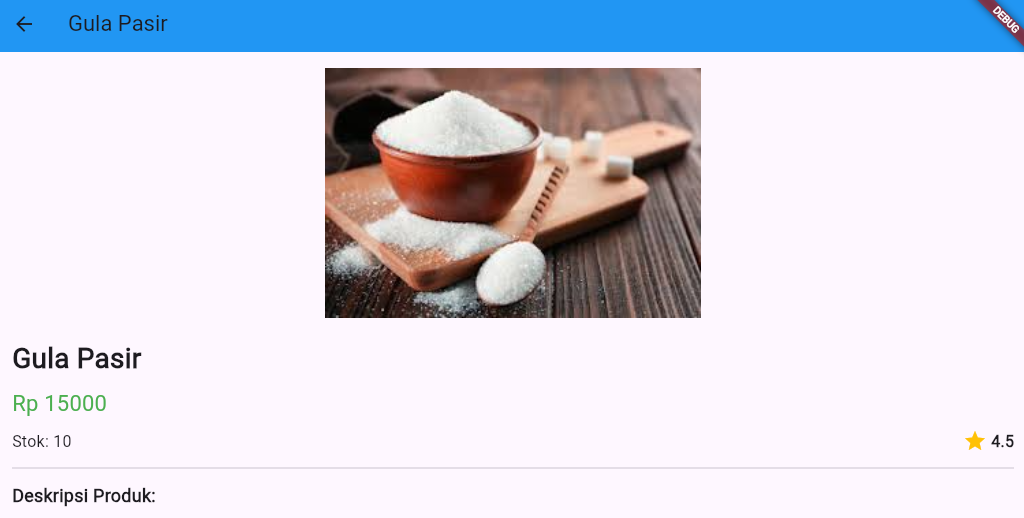 Gula Pasir
DEBUG
Gula Pasir
Rp 15000
Stok: 10
4.5
Deskripsi Produk: